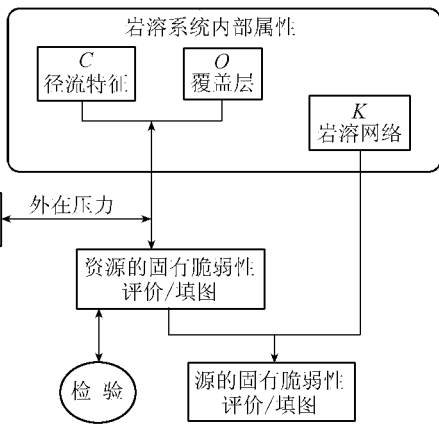 岩溶系统内部属性
C
径流特征
O
覆盖层
K
岩溶网络
外在压力
资源的固有脆弱性
评价/填图
检 验
源的固有脆弱性
评价/填图